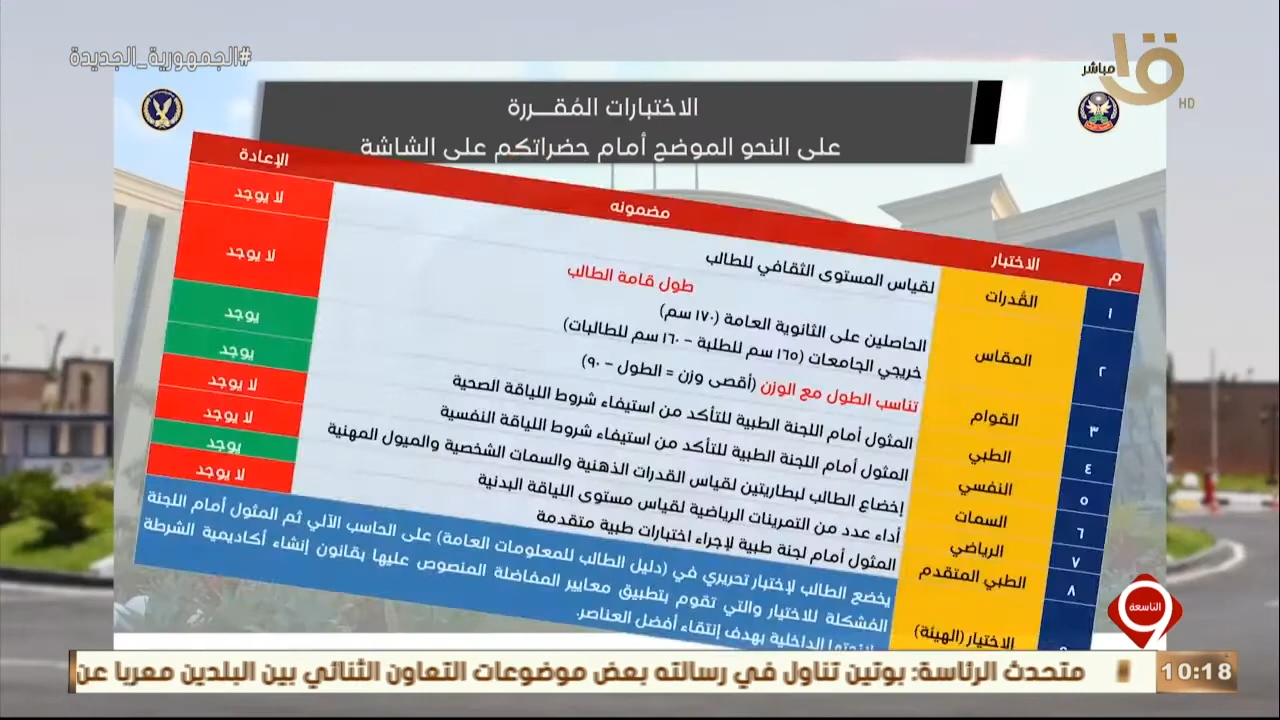 #الجمهورية_الجديدة
مباشر
HD
الاختبارات المُقـــررة
على النحو الموضح أمام حضراتكم على الشاشة
م الاختبار مضمونه الإعادة
١ القُدرات لقياس المستوى الثقافي للطالب لا يوجد
٢ المقاس طول قامة الطالب لا يوجد
الحاصلين على الثانوية العامة (١٧٠ سم)
خريجي الجامعات (١٦٥ سم للطلبة – ١٦٠ سم للطالبات)
٣ القوام تناسب الطول مع الوزن (أقصى وزن = الطول – ٩٠) يوجد
٤ الطبي المثول أمام اللجنة الطبية للتأكد من استيفاء شروط اللياقة الصحية يوجد
٥ النفسي المثول أمام اللجنة الطبية للتأكد من استيفاء شروط اللياقة النفسية لا يوجد
٦ السمات إخضاع الطالب لبطاريتين لقياس القدرات الذهنية والسمات الشخصية والميول المهنية لا يوجد
٧ الرياضي أداء عدد من التمرينات الرياضية لقياس مستوى اللياقة البدنية يوجد
٨ الطبي المتقدم المثول أمام لجنة طبية لإجراء اختبارات طبية متقدمة لا يوجد
الاختيار (الهيئة) يخضع الطالب لإختبار تحريري في (دليل الطالب للمعلومات العامة) على الحاسب الآلي ثم المثول أمام اللجنة
المُشكلة للاختيار والتي تقوم بتطبيق معايير المفاضلة المنصوص عليها بقانون إنشاء أكاديمية الشرطة
الداخلية بهدف إنتقاء أفضل العناصر.
التاسعة
10:18
متحدث الرئاسة: بوتين تناول في رسالته بعض موضوعات التعاون الثنائي بين البلدين معربا عن